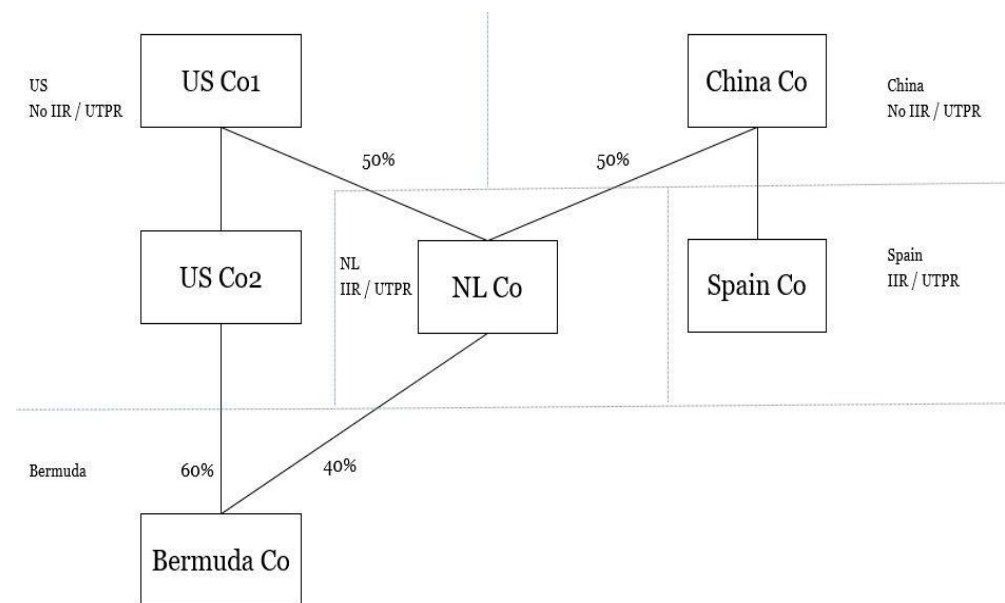 US Co1
China Co
US
No IIR / UTPR
China
No IIR / UTPR
50%
50%
US Co2
NL
IIR / UTPR
NL Co
Spain Co
Spain
IIR / UTPR
Bermuda
60%
40%
Bermuda Co